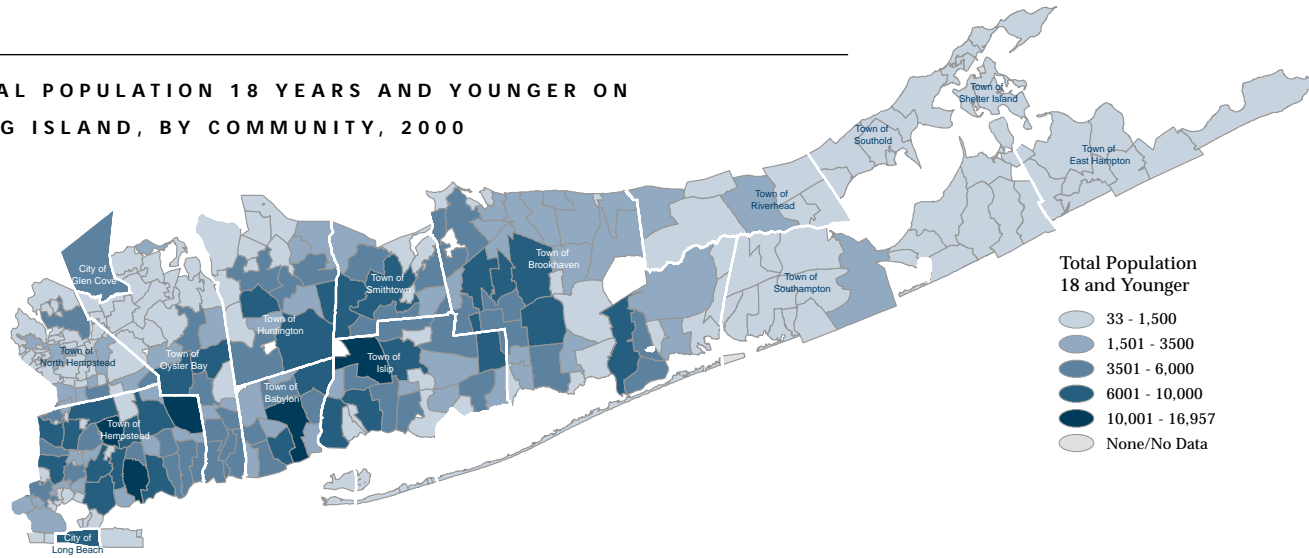 AL POPULATION 18 YEARS AND YOUNGER ON
G ISLAND, BY COMMUNITY, 2000
Town of
Shelter Island
Town of
Southold
Town of
East Hampton
Town of
Riverhead
Town of
Brookhaven
Town of
Southampton
City of
Glen Cove
Town of
Smithtown
Town of
Huntington
Town of
North Hempstead
Town of
Oyster Bay
Town of
Islip
Town of
Babylon
Town of
Hempstead
City of
Long Beach
Total Population
18 and Younger
33 - 1,500
1,501 - 3500
3501 - 6,000
6001 - 10,000
10,001 - 16,957
None/No Data